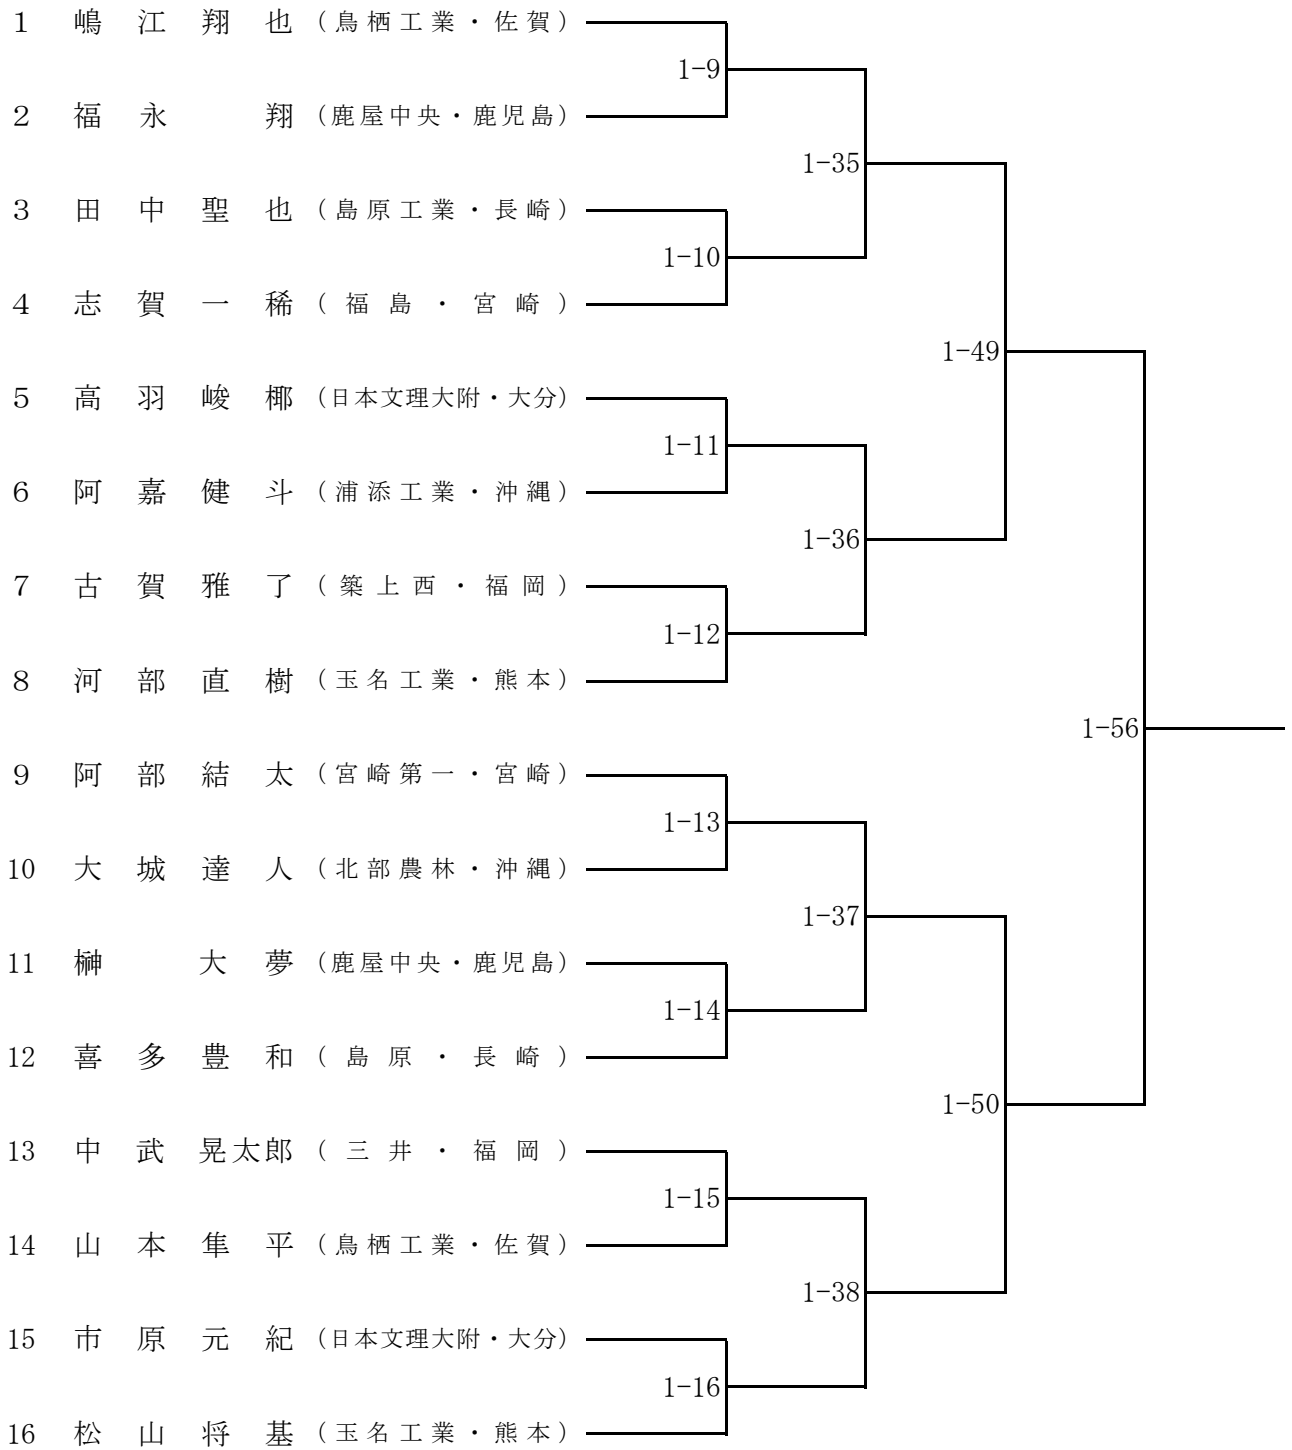 1 嶋江翔也 (鳥栖工業・佐賀)
1-9
2 福永 翔 (鹿屋中央・鹿児島)
1-35
3 田中聖也 (島原工業・長崎)
1-10
4 志賀一稀 (福島・宮崎)
1-49
5 高羽峻椰 (日本文理大附・大分)
1-11
6 阿嘉健斗 (浦添工業・沖縄)
1-36
7 古賀雅了 (築上西・福岡)
1-12
8 河部直樹 (玉名工業・熊本)
1-56
9 阿部結太 (宮崎第一・宮崎)
1-13
10 大城達人 (北部農林・沖縄)
1-37
11 榊 大夢 (鹿屋中央・鹿児島)
1-14
12 喜多豊和 (島原・長崎)
1-50
13 中武晃太郎 (三井・福岡)
1-15
14 山本隼平 (鳥栖工業・佐賀)
1-38
15 市原元紀 (日本文理大附・大分)
1-16
16 松山将基 (玉名工業・熊本)